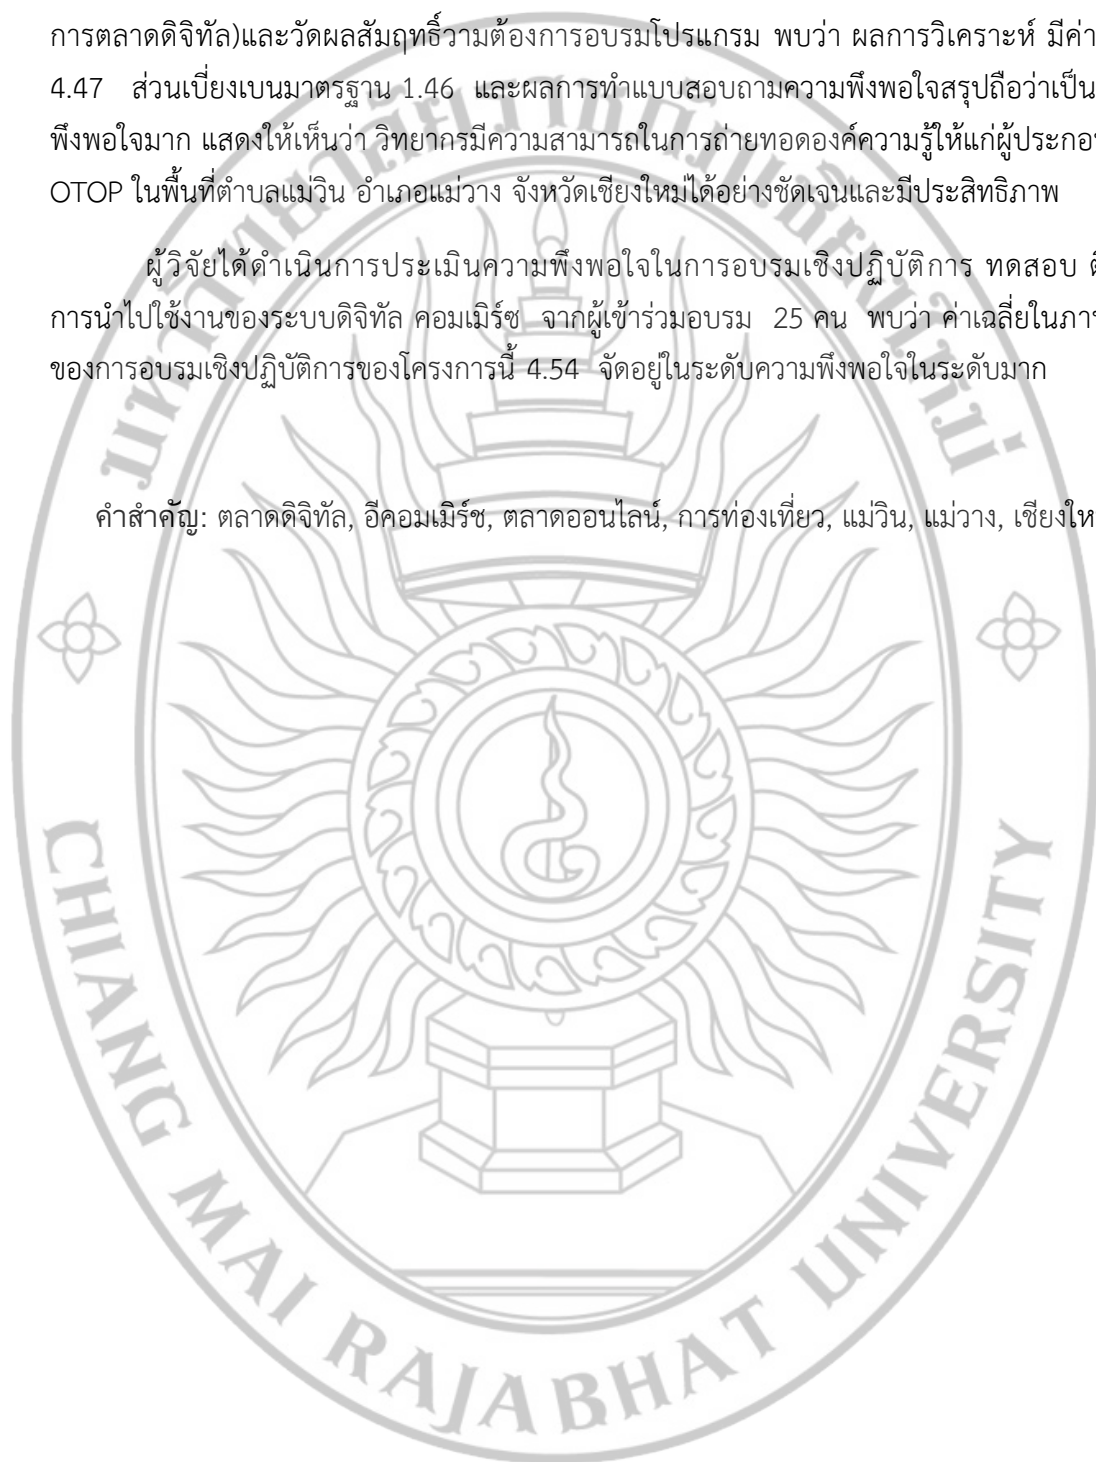 การตลาดดิจิทัล)และวัดผลสัมฤทธิ์วามต้องการอบรมโปรแกรม พบว่า ผลการวิเคราะห์ มีค่า
4.47 ส่วนเบี่ยงเบนมาตรฐาน 1.46 และผลการทำแบบสอบถามความพึงพอใจสรุปถือว่าเป็น
พึงพอใจมาก แสดงให้เห็นว่า วิทยากรมีความสามารถในการถ่ายทอดองค์ความรู้ให้แก่ผู้ประกอ
OTOP ในพื้นที่ตำบลแม่วิน อำเภอแม่วาง จังหวัดเชียงใหม่ได้อย่างชัดเจนและมีประสิทธิภาพ
ผู้วิจัยได้ดำเนินการประเมินความพึงพอใจในการอบรมเชิงปฏิบัติการ ทดสอบ
การนำไปใช้งานของระบบดิจิทัล คอมเมิร์ซ จากผู้เข้าร่วมอบรม 25 คน พบว่า ค่าเฉลี่ยในภา
ของการอบรมเชิงปฏิบัติการของโครงการนี้ 4.54 จัดอยู่ในระดับความพึงพอใจในระดับมาก
คำสำคัญ: ตลาดดิจิทัล, อีคอมเมิร์ซ, ตลาดออนไลน์, การท่องเที่ยว, แม่วิน, แม่วาง, เชียงให
มหาวิทยาลัยราชภัฏเชียงใหม่
CHIANG MAI RAJABHAT UNIVERSITY